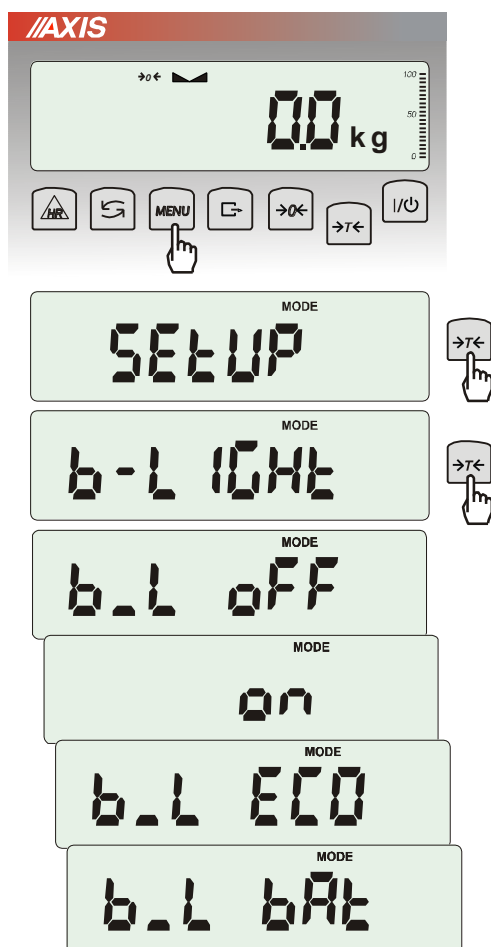 //AXIS
→0←
100
50
0
0.0 kg
HR
MENU
→0←
→T←
I/⏻
MODE
SEtUP
→T←
MODE
b-LIGHt
→T←
MODE
b_L oFF
MODE
on
MODE
b_L ECO
MODE
b_L bAt